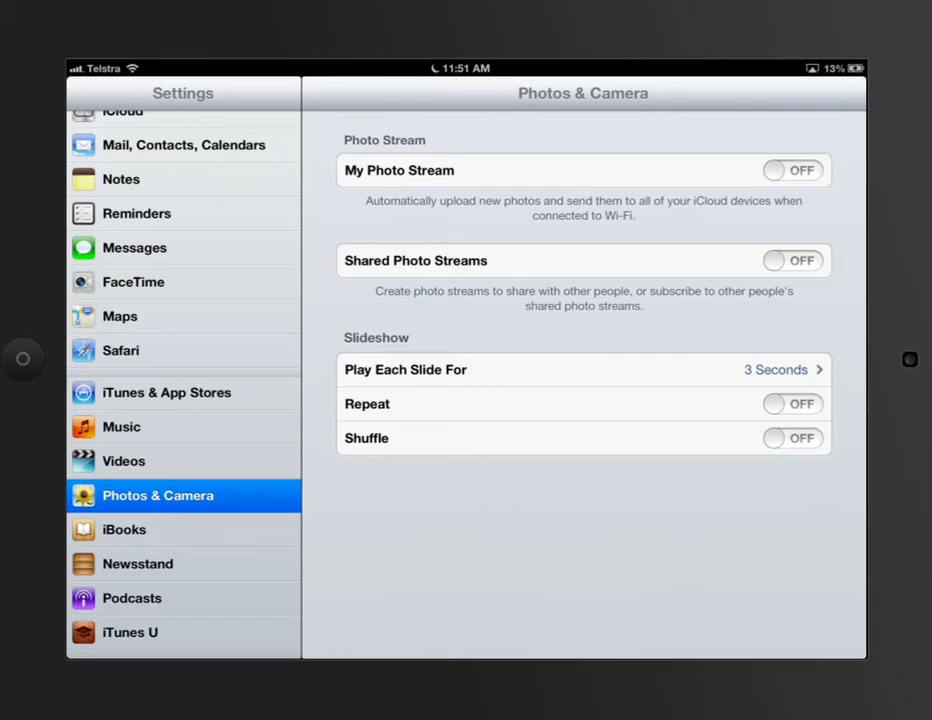 Telstra
11:51 AM
13%
Settings
iCloud
Mail, Contacts, Calendars
Notes
Reminders
Messages
FaceTime
Maps
Safari
iTunes & App Stores
Music
Videos
Photos & Camera
iBooks
Newsstand
Podcasts
iTunes U
Photos & Camera
Photo Stream
My Photo Stream OFF
Automatically upload new photos and send them to all of your iCloud devices when
connected to Wi-Fi.
Shared Photo Streams OFF
Create photo streams to share with other people, or subscribe to other people's
shared photo streams.
Slideshow
Play Each Slide For 3 Seconds
Repeat OFF
Shuffle OFF